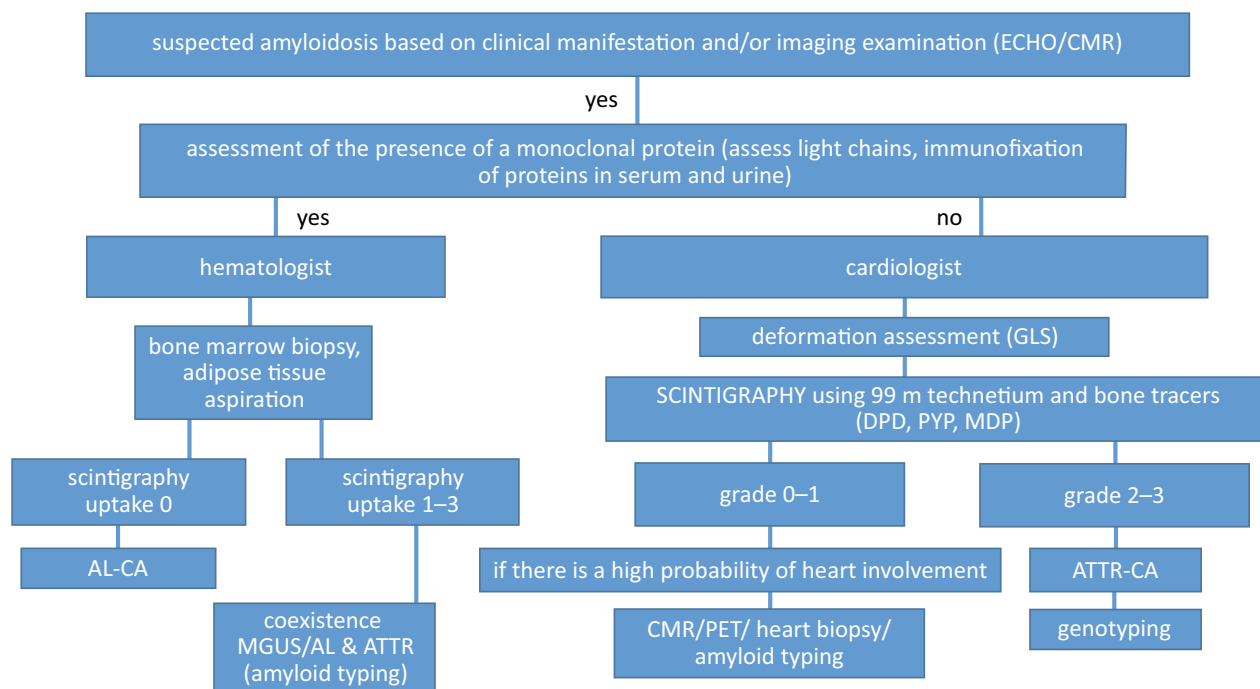 suspected amyloidosis based on clinical manifestation and/or imaging examination (ECHO/CMR)
yes
assessment of the presence of a monoclonal protein (assess light chains, immunofixation
of proteins in serum and urine)
yes
no
hematologist
cardiologist
bone marrow biopsy,
adipose tissue
aspiration
deformation assessment (GLS)
SCINTIGRAPHY using 99 m technetium and bone tracers
(DPD, PYP, MDP)
scintigraphy
uptake 0
scintigraphy
uptake 1–3
grade 0–1
grade 2–3
AL-CA
if there is a high probability of heart involvement
ATTR-CA
coexistence
MGUS/AL & ATTR
(amyloid typing)
CMR/PET/ heart biopsy/
amyloid typing
genotyping